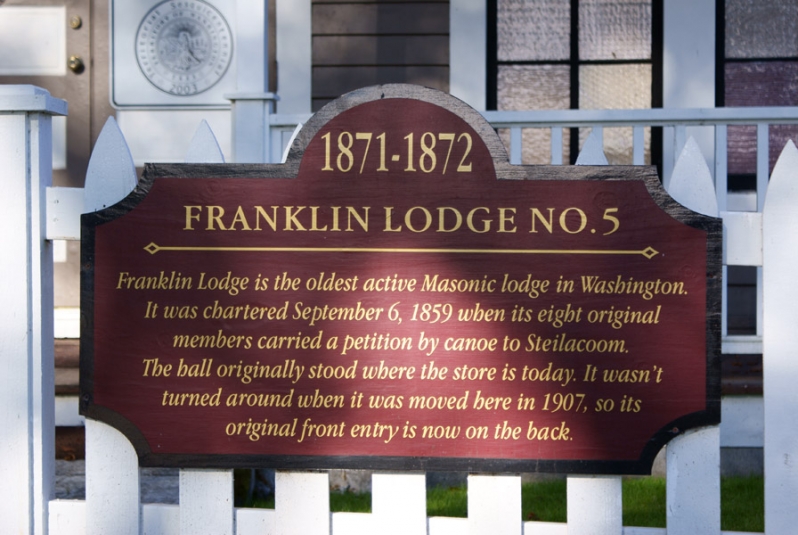 1871-1872
FRANKLIN LODGE NO.5
Franklin Lodge is the oldest active Masonic lodge in Washington.
It was chartered September 6, 1859 when its eight original
members carried a petition by canoe to Steilacoom.
The hall originally stood where the store is today. It wasn't
turned around when it was moved here in 1907, so its
original front entry is now on the back.